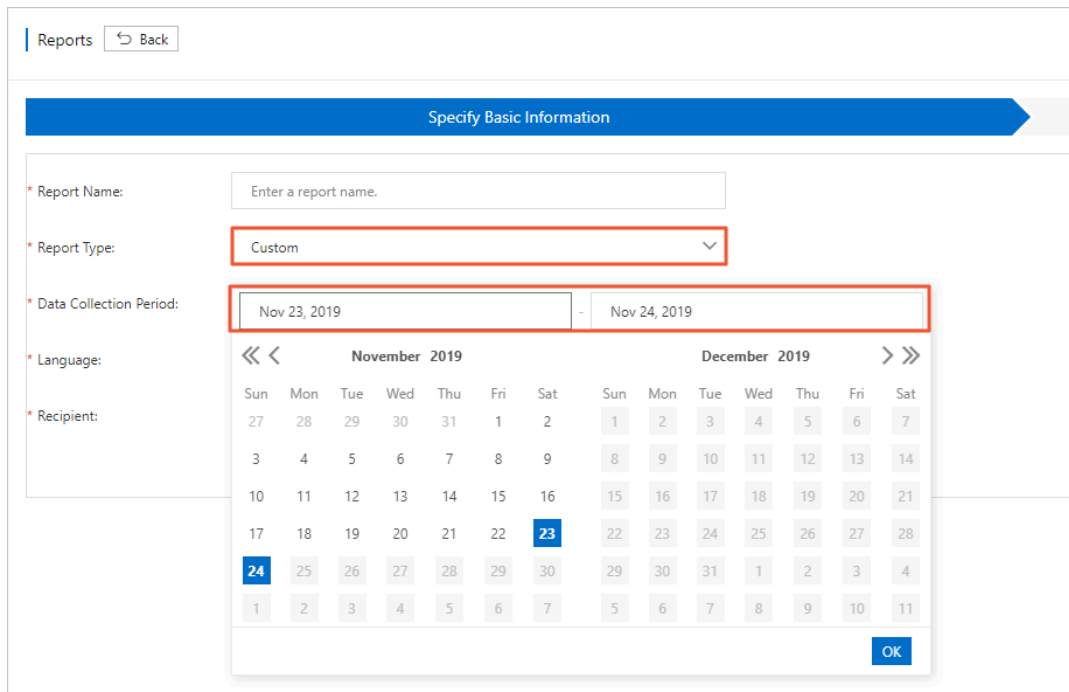 Reports Back
Specify Basic Information
* Report Name: Enter a report name.
* Report Type: Custom
* Data Collection Period: Nov 23, 2019 - Nov 24, 2019
* Language:
* Recipient:
November 2019 December 2019
Sun Mon Tue Wed Thu Fri Sat Sun Mon Tue Wed Thu Fri Sat
27 28 29 30 31 1 2 1 2 3 4 5 6 7
3 4 5 6 7 8 9 8 9 10 11 12 13 14
10 11 12 13 14 15 16 15 16 17 18 19 20 21
17 18 19 20 21 22 23 22 23 24 25 26 27 28
24 25 26 27 28 29 30 29 30 31 1 2 3 4
1 2 3 4 5 6 7 5 6 7 8 9 10 11
OK